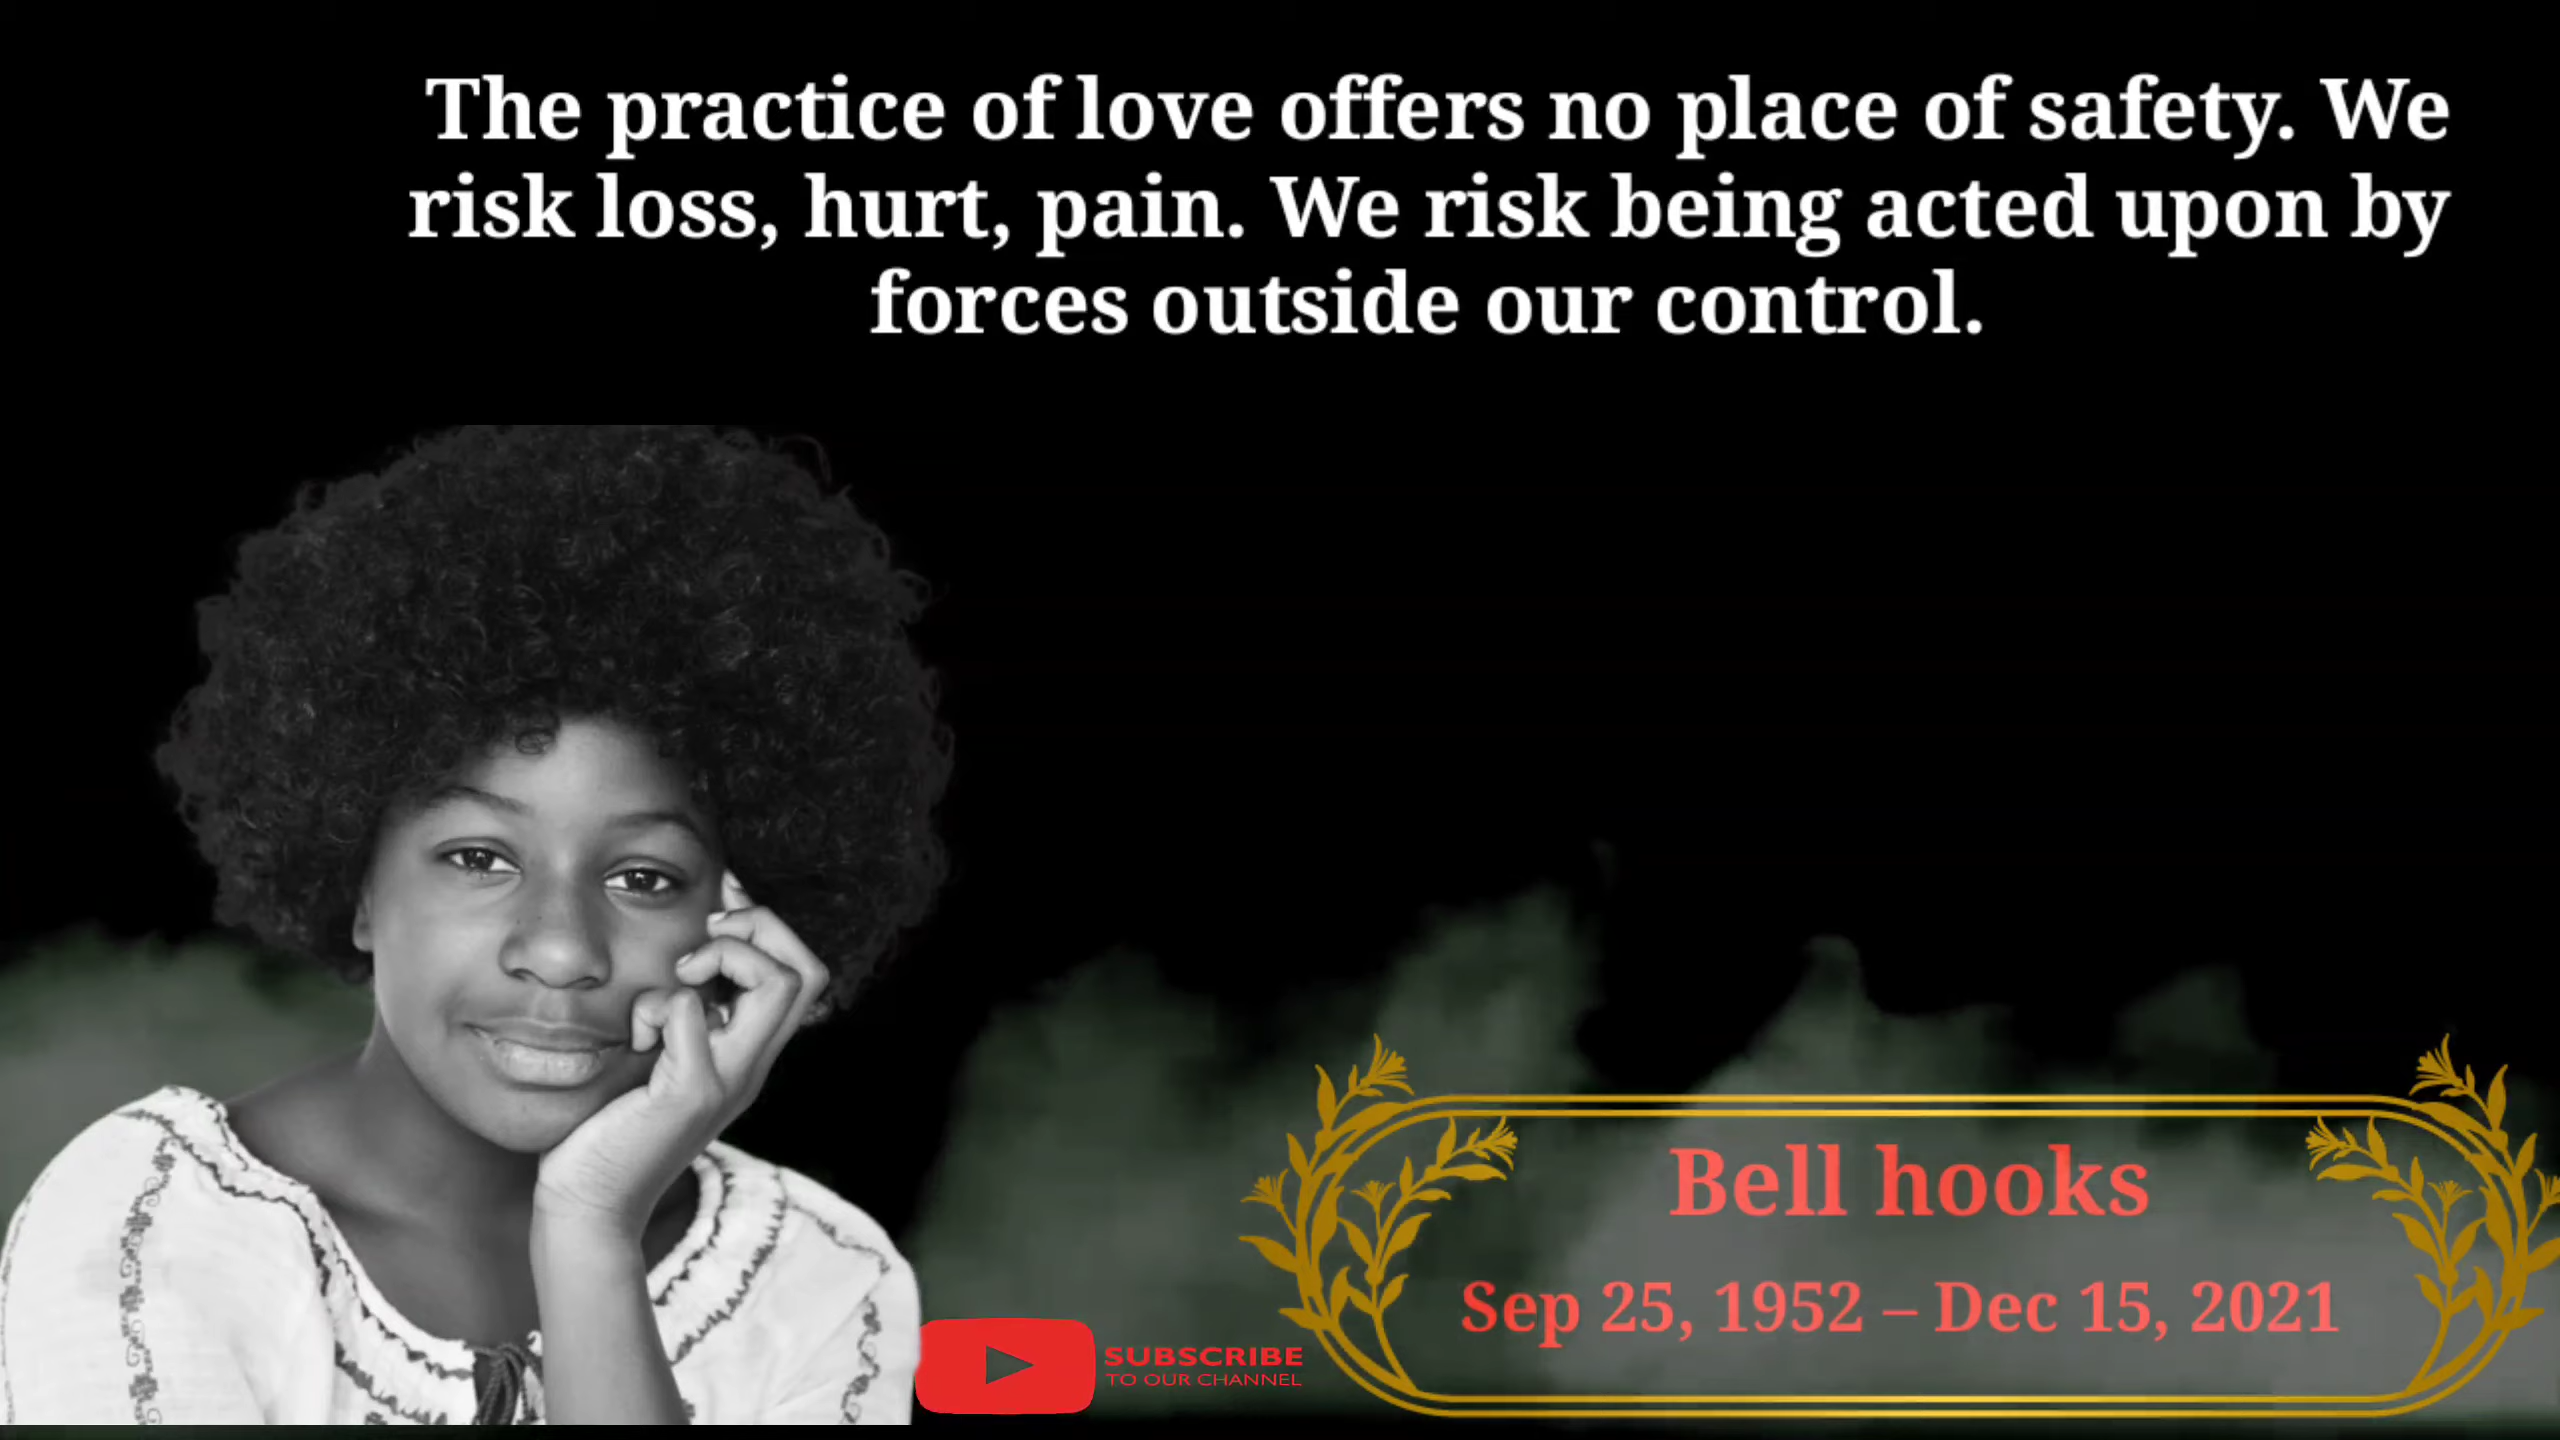 The practice of love offers no place of safety. We
risk loss, hurt, pain. We risk being acted upon by
forces outside our control.
Bell hooks
Sep 25, 1952 – Dec 15, 2021
SUBSCRIBE
TO OUR CHANNEL